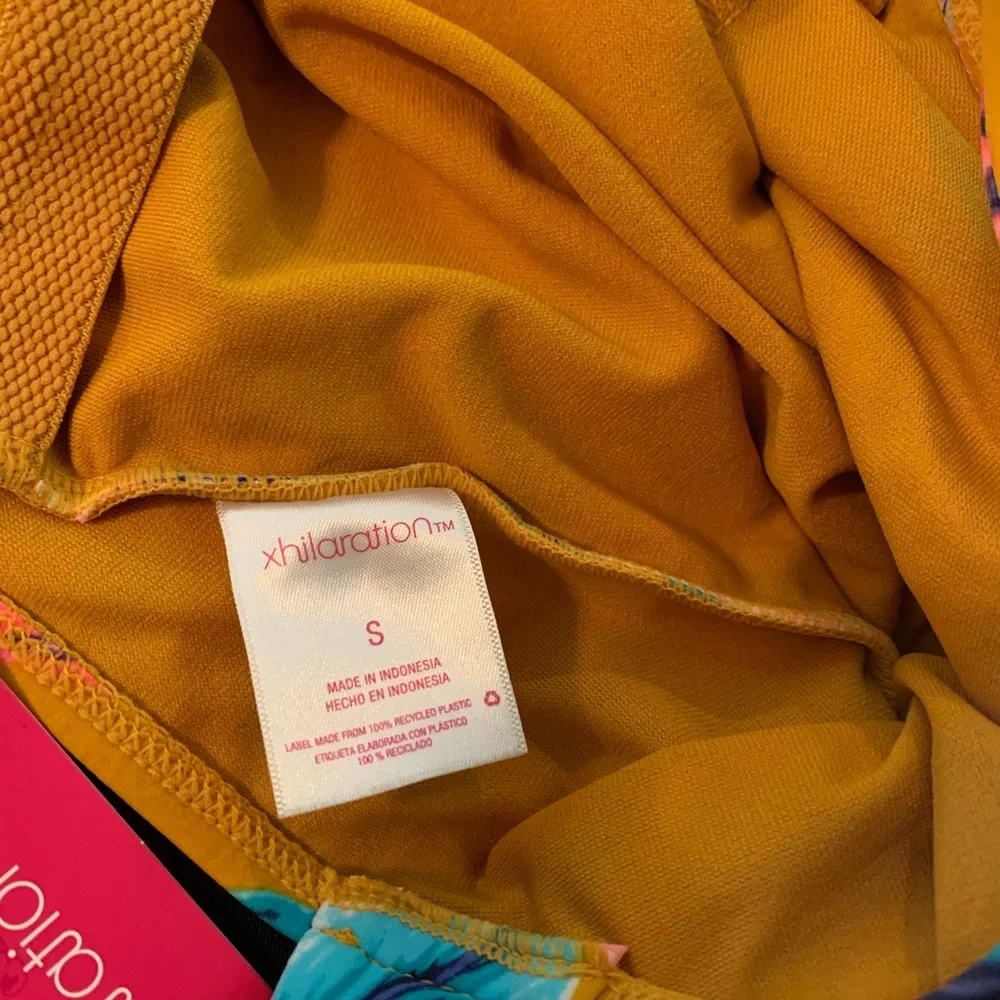 xhilaration™
S
MADE IN INDONESIA
HECHO EN INDONESIA
LABEL MADE FROM 100% RECYCLED PLASTIC
ETIQUETA ELABORADA CON PLÁSTICO
100 % RECICLADO